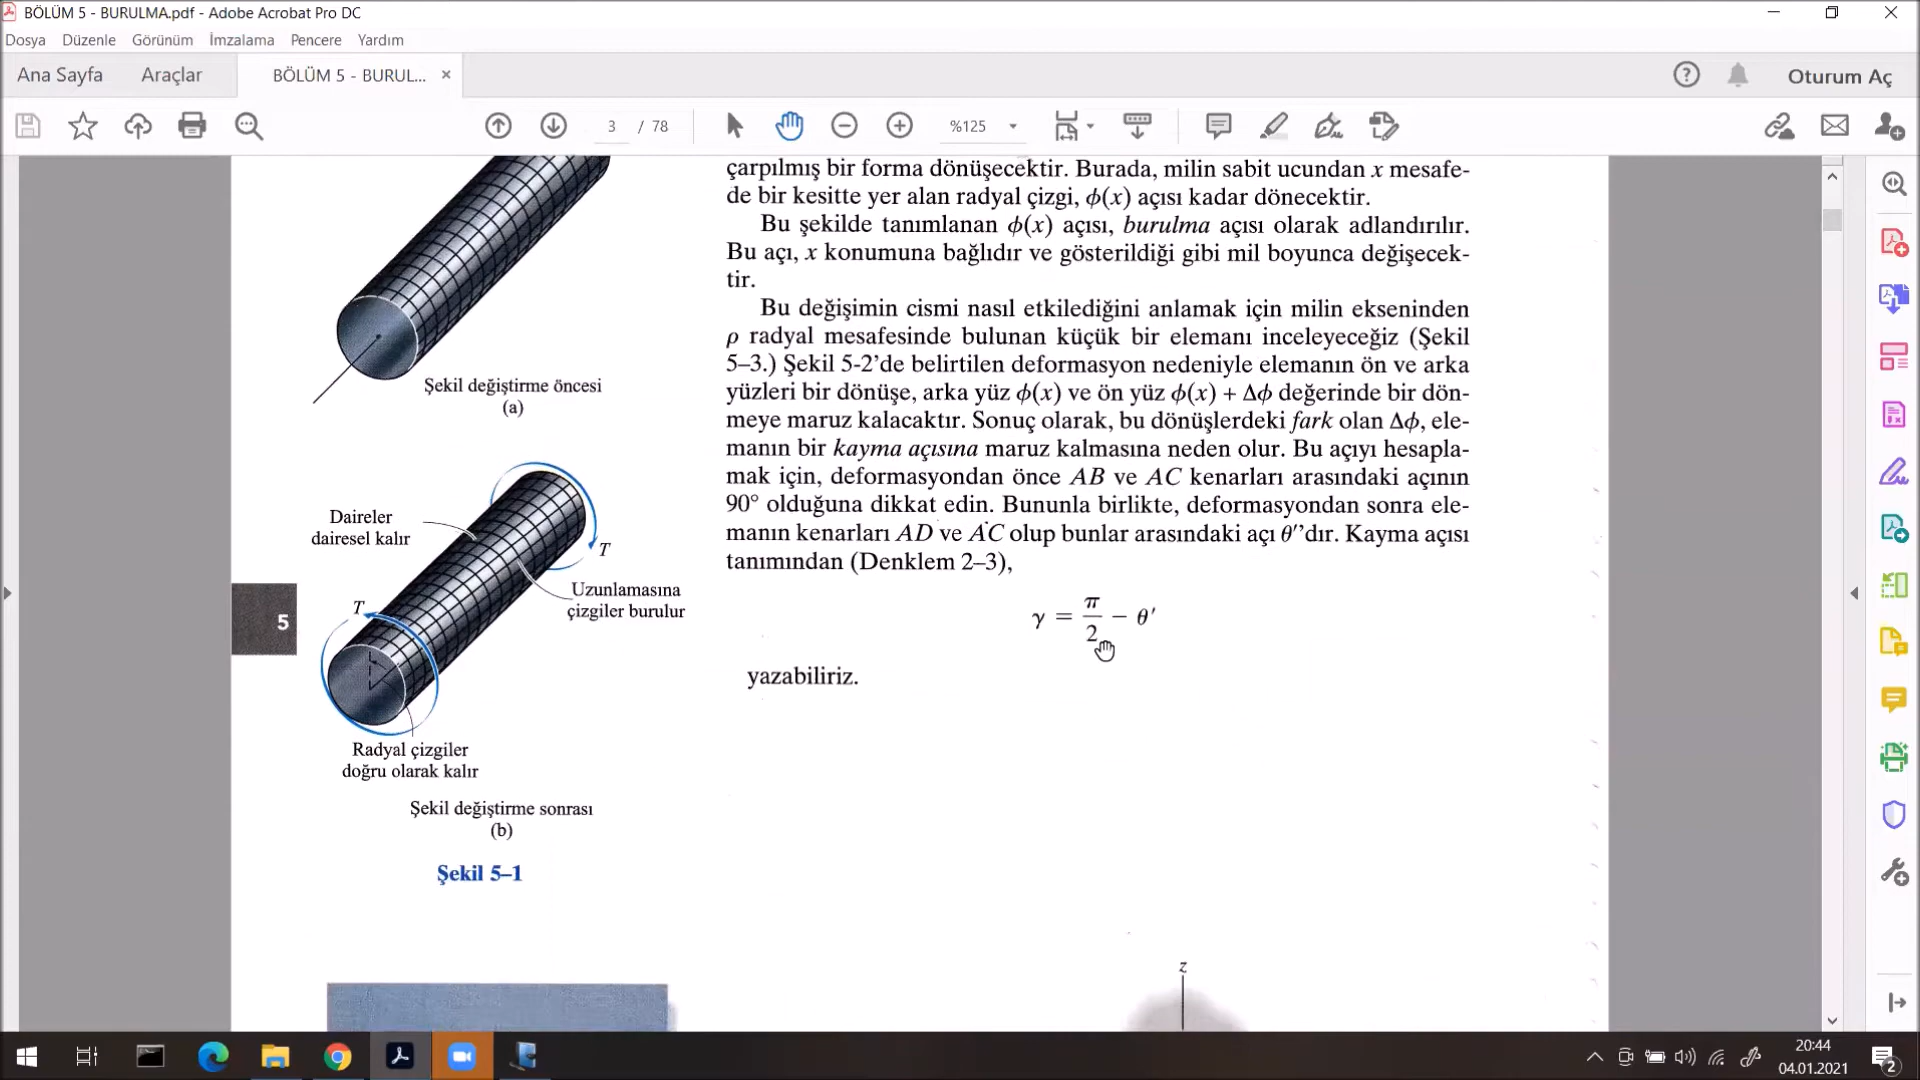 BÖLÜM 5 - BURULMA.pdf - Adobe Acrobat Pro DC
Dosya Düzenle Görünüm İmzalama Pencere Yardım
Ana Sayfa Araçlar BÖLÜM 5 - BURUL... × Oturum Aç
3 / 78 %125
çarpılmış bir forma dönüşecektir. Burada, milin sabit ucundan x mesafe-
de bir kesitte yer alan radyal çizgi, ϕ(x) açısı kadar dönecektir.
Bu şekilde tanımlanan ϕ(x) açısı, burulma açısı olarak adlandırılır.
Bu açı, x konumuna bağlıdır ve gösterildiği gibi mil boyunca değişecek-
tir.
Bu değişimin cismi nasıl etkilediğini anlamak için milin ekseninden
ρ radyal mesafesinde bulunan küçük bir elemanı inceleyeceğiz (Şekil
5–3.) Şekil 5-2’de belirtilen deformasyon nedeniyle elemanın ön ve arka
yüzleri bir dönüşe, arka yüz ϕ(x) ve ön yüz ϕ(x) + Δϕ değerinde bir dön-
meye maruz kalacaktır. Sonuç olarak, bu dönüşlerdeki fark olan Δϕ, ele-
manın bir kayma açısına maruz kalmasına neden olur. Bu açıyı hesapla-
mak için, deformasyondan önce AB ve AC kenarları arasındaki açının
90° olduğuna dikkat edin. Bununla birlikte, deformasyondan sonra ele-
manın kenarları AD ve AC olup bunlar arasındaki açı θ′’dır. Kayma açısı
tanımından (Denklem 2–3),
γ = π/2 − θ′
yazabiliriz.
Şekil değiştirme öncesi
(a)
Daireler
dairesel kalır
T
Uzunlamasına
çizgiler burulur
T
5
Radyal çizgiler
doğru olarak kalır
Şekil değiştirme sonrası
(b)
Şekil 5–1
z
20:44
04.01.2021
2